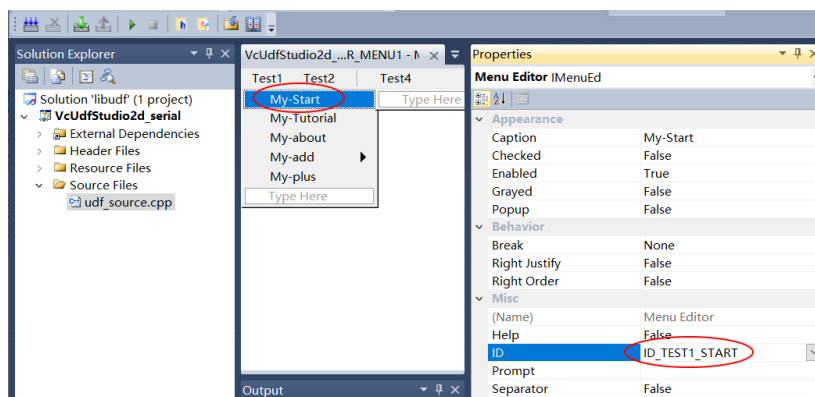 Solution Explorer
Solution 'libudf' (1 project)
VcUdfStudio2d_serial
External Dependencies
Header Files
Resource Files
Source Files
udf_source.cpp
VcUdfStudio2d_...R_MENU1 - N
Test1 Test2 Test4
My-Start Type Here
My-Tutorial
My-about
My-add
My-plus
Type Here
Output
Properties
Menu Editor IMenuEd
Appearance
Caption My-Start
Checked False
Enabled True
Grayed False
Popup False
Behavior
Break None
Right Justify False
Right Order False
Misc
(Name) Menu Editor
Help False
ID ID_TEST1_START
Prompt
Separator False